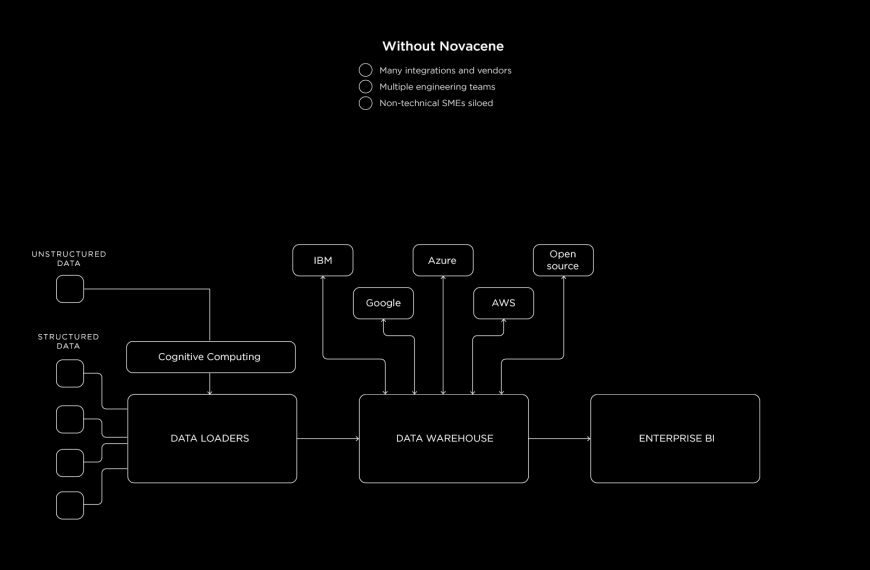 Without Novacene
Many integrations and vendors
Multiple engineering teams
Non-technical SMEs siloed
UNSTRUCTURED
DATA
IBM
Azure
Open
source
Google
AWS
STRUCTURED
DATA
Cognitive Computing
DATA LOADERS
DATA WAREHOUSE
ENTERPRISE BI